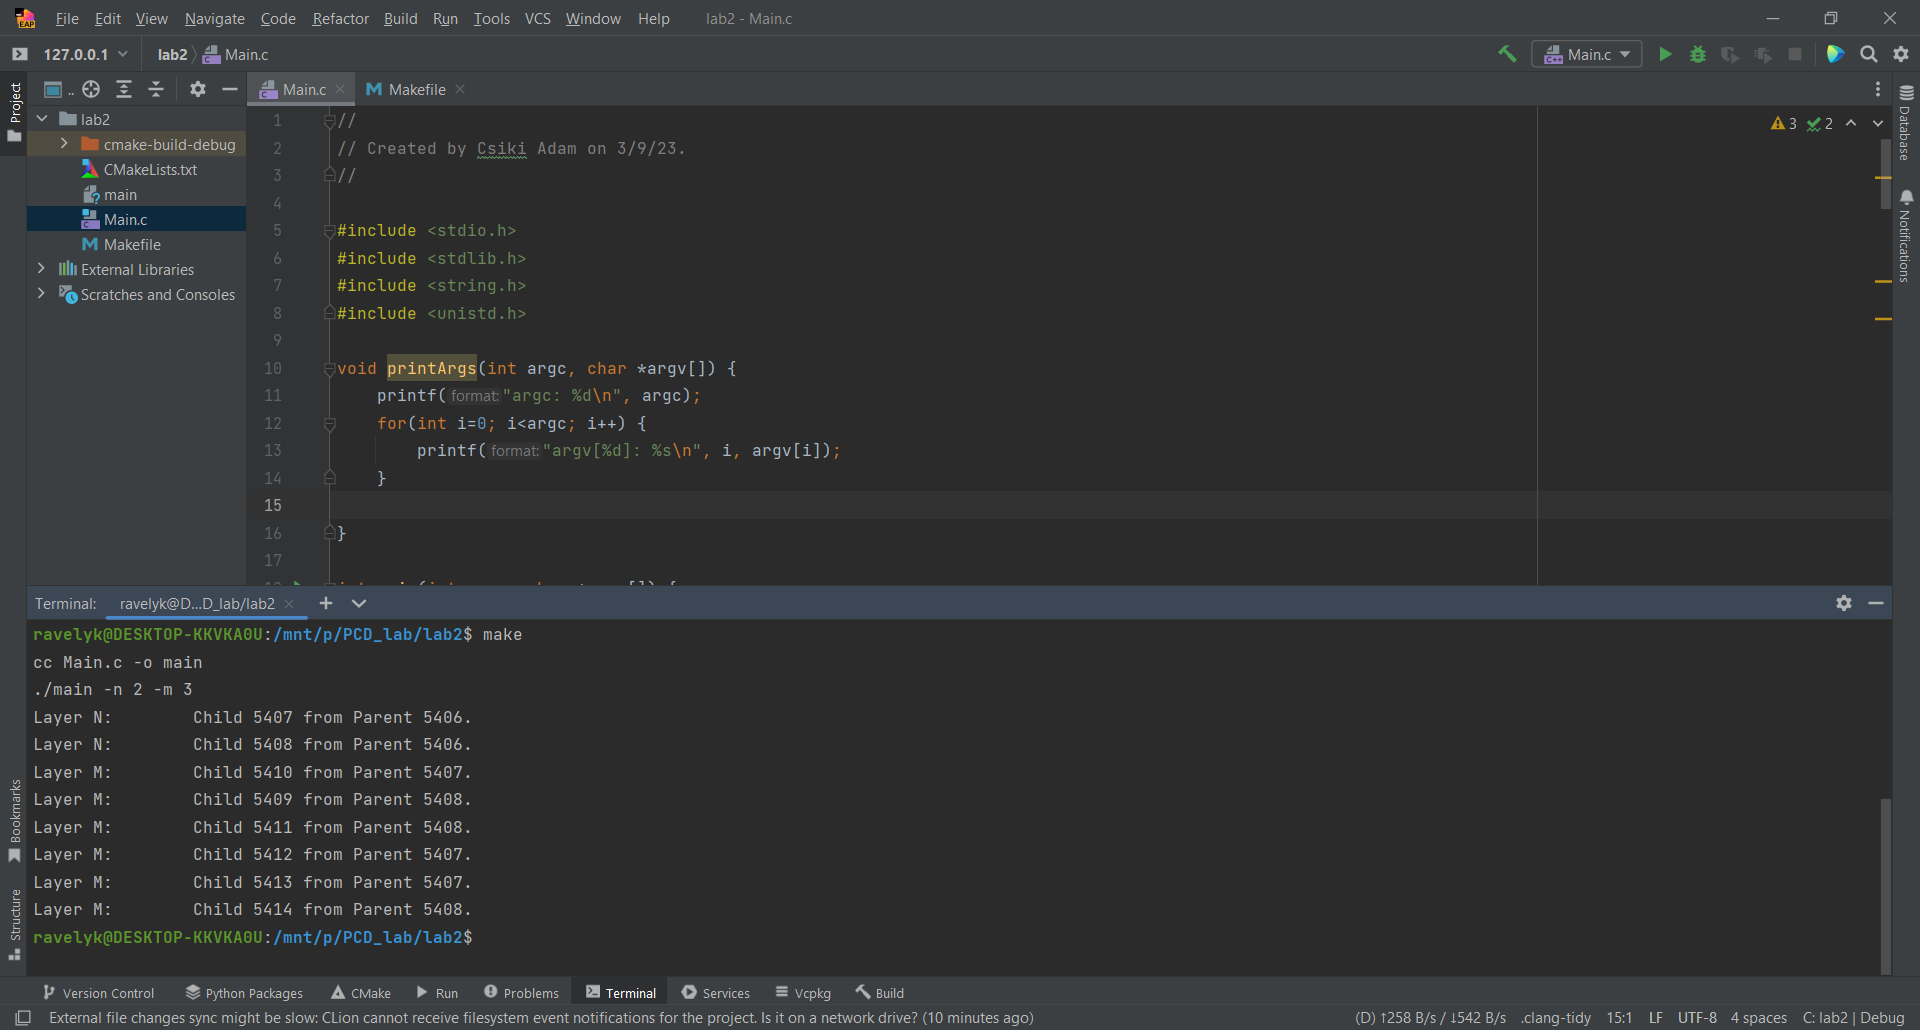 File Edit View Navigate Code Refactor Build Run Tools VCS Window Help lab2 - Main.c
127.0.0.1 lab2 Main.c Main.c
Project
.. Main.c Makefile
lab2
cmake-build-debug
CMakeLists.txt
main
Main.c
Makefile
External Libraries
Scratches and Consoles
3 2
1 //
2 // Created by Csiki Adam on 3/9/23.
3 //
4
5 #include <stdio.h>
6 #include <stdlib.h>
7 #include <string.h>
8 #include <unistd.h>
9
10 void printArgs(int argc, char *argv[]) {
11 printf( format: "argc: %d\n", argc);
12 for(int i=0; i<argc; i++) {
13 printf( format: "argv[%d]: %s\n", i, argv[i]);
14 }
15
16 }
17
Database
Notifications
Terminal: ravelyk@D...D_lab/lab2
ravelyk@DESKTOP-KKVKA0U:/mnt/p/PCD_lab/lab2$ make
cc Main.c -o main
./main -n 2 -m 3
Layer N: Child 5407 from Parent 5406.
Layer N: Child 5408 from Parent 5406.
Layer M: Child 5410 from Parent 5407.
Layer M: Child 5409 from Parent 5408.
Layer M: Child 5411 from Parent 5408.
Layer M: Child 5412 from Parent 5407.
Layer M: Child 5413 from Parent 5407.
Layer M: Child 5414 from Parent 5408.
ravelyk@DESKTOP-KKVKA0U:/mnt/p/PCD_lab/lab2$
Bookmarks
Structure
Version Control Python Packages CMake Run Problems Terminal Services Vcpkg Build
External file changes sync might be slow: CLion cannot receive filesystem event notifications for the project. Is it on a network drive? (10 minutes ago) (D) ↑258 B/s / ↓542 B/s .clang-tidy 15:1 LF UTF-8 4 spaces C: lab2 | Debug